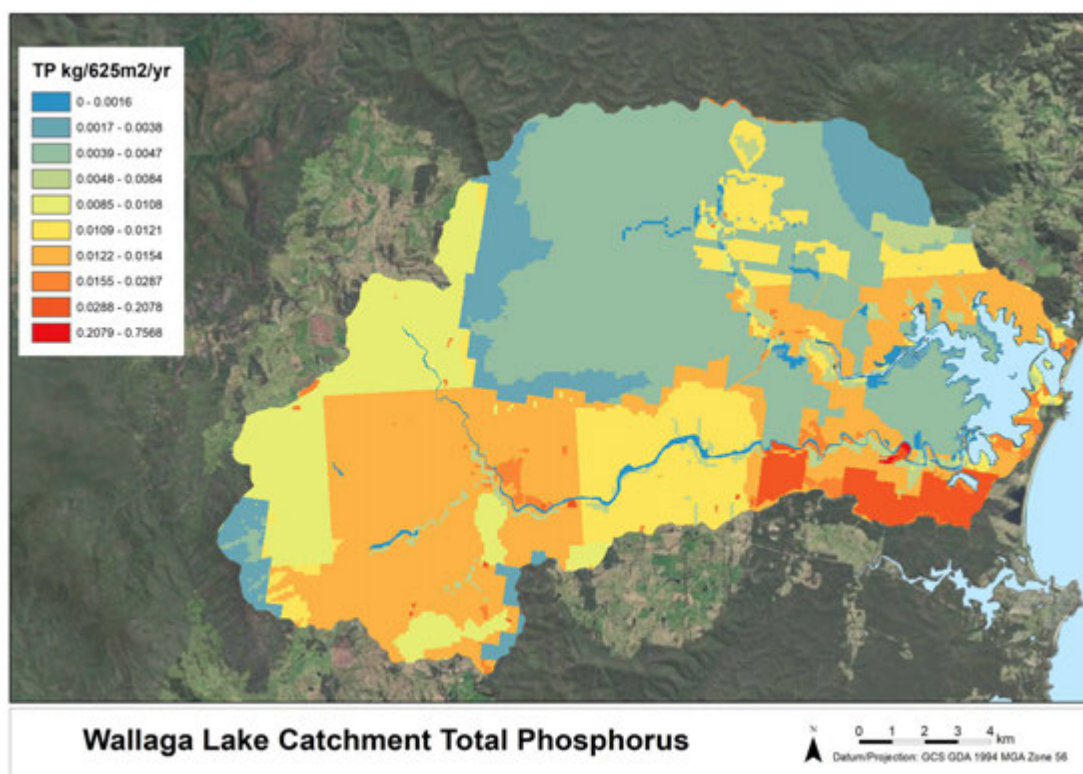 TP kg/625m2/yr
0 - 0.0016
0.0017 - 0.0038
0.0039 - 0.0047
0.0048 - 0.0084
0.0085 - 0.0108
0.0109 - 0.0121
0.0122 - 0.0154
0.0155 - 0.0287
0.0288 - 0.2078
0.2079 - 0.7568
Wallaga Lake Catchment Total Phosphorus
N
0 1 2 3 4
km
Datum/Projection: GCS GDA 1994 MGA Zone 56